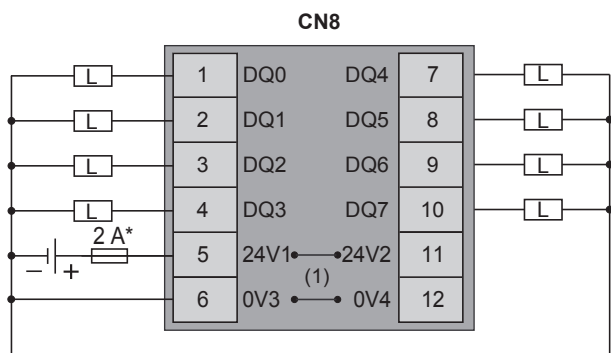 CN8
L 1 DQ0 DQ4 7 L
L 2 DQ1 DQ5 8 L
L 3 DQ2 DQ6 9 L
L 4 DQ3 DQ7 10 L
2 A*
– + 5 24V1 24V2 11
(1)
6 0V3 0V4 12